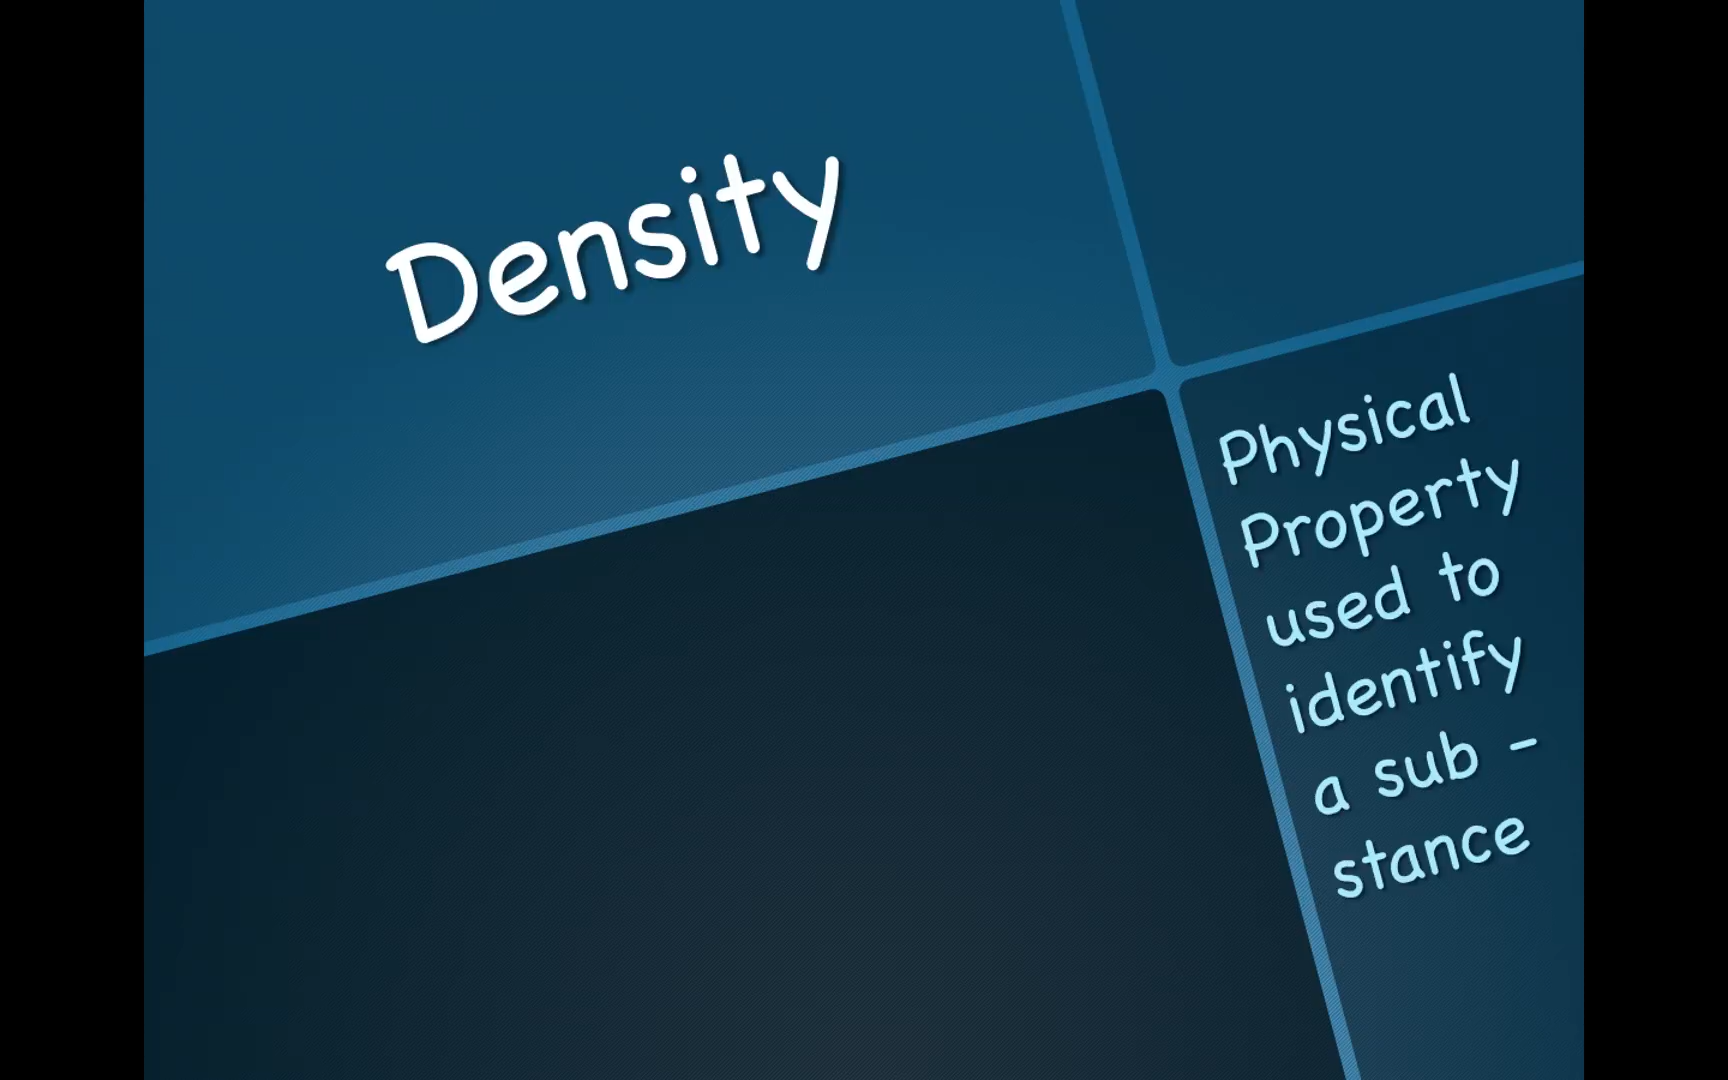 Density
Physical
Property
used to
identify
a sub -
stance